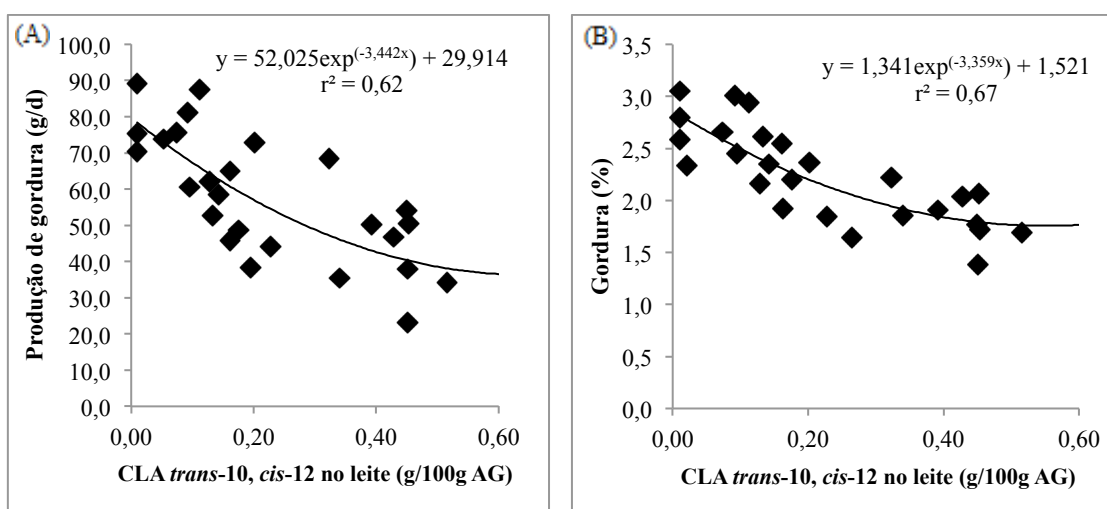 (A)
y = 52,025exp(-3,442x) + 29,914
r² = 0,62
Produção de gordura (g/d)
100,0
90,0
80,0
70,0
60,0
50,0
40,0
30,0
20,0
10,0
0,0
0,00 0,20 0,40 0,60
CLA trans-10, cis-12 no leite (g/100g AG)
(B)
y = 1,341exp(-3,359x) + 1,521
r² = 0,67
Gordura (%)
3,5
3,0
2,5
2,0
1,5
1,0
0,5
0,0
0,00 0,20 0,40 0,60
CLA trans-10, cis-12 no leite (g/100g AG)